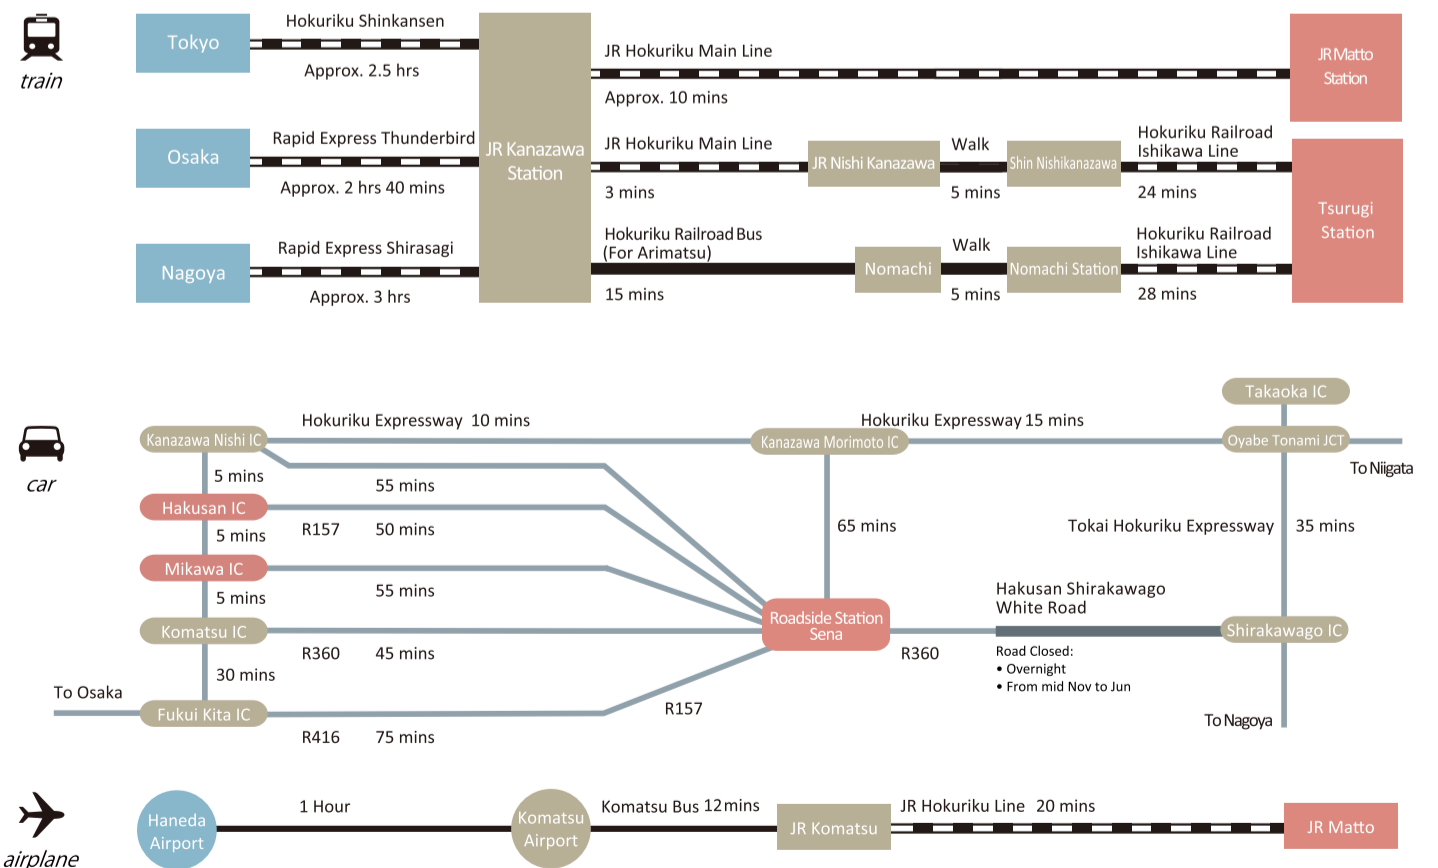 train
Tokyo
Hokuriku Shinkansen
Approx. 2.5 hrs
Osaka
Rapid Express Thunderbird
Approx. 2 hrs 40 mins
Nagoya
Rapid Express Shirasagi
Approx. 3 hrs
JR Kanazawa
Station
JR Hokuriku Main Line
Approx. 10 mins
JR Matto
Station
JR Hokuriku Main Line
3 mins
JR Nishi Kanazawa
Walk
5 mins
Shin Nishikanazawa
Hokuriku Railroad
Ishikawa Line
24 mins
Hokuriku Railroad Bus
(For Arimatsu)
15 mins
Nomachi
Walk
5 mins
Nomachi Station
Hokuriku Railroad
Ishikawa Line
28 mins
Tsurugi
Station
car
Kanazawa Nishi IC
Hokuriku Expressway 10 mins
Kanazawa Morimoto IC
Hokuriku Expressway 15 mins
Takaoka IC
Oyabe Tonami JCT
To Niigata
5 mins
55 mins
Hakusan IC
R157 50 mins
5 mins
65 mins
Tokai Hokuriku Expressway 35 mins
Mikawa IC
55 mins
5 mins
Komatsu IC
R360 45 mins
Roadside Station
Sena
R360
Hakusan Shirakawago
White Road
Road Closed:
• Overnight
• From mid Nov to Jun
Shirakawago IC
To Nagoya
30 mins
To Osaka
Fukui Kita IC
R416 75 mins
R157
airplane
Haneda
Airport
1 Hour
Komatsu
Airport
Komatsu Bus 12mins
JR Komatsu
JR Hokuriku Line 20 mins
JR Matto